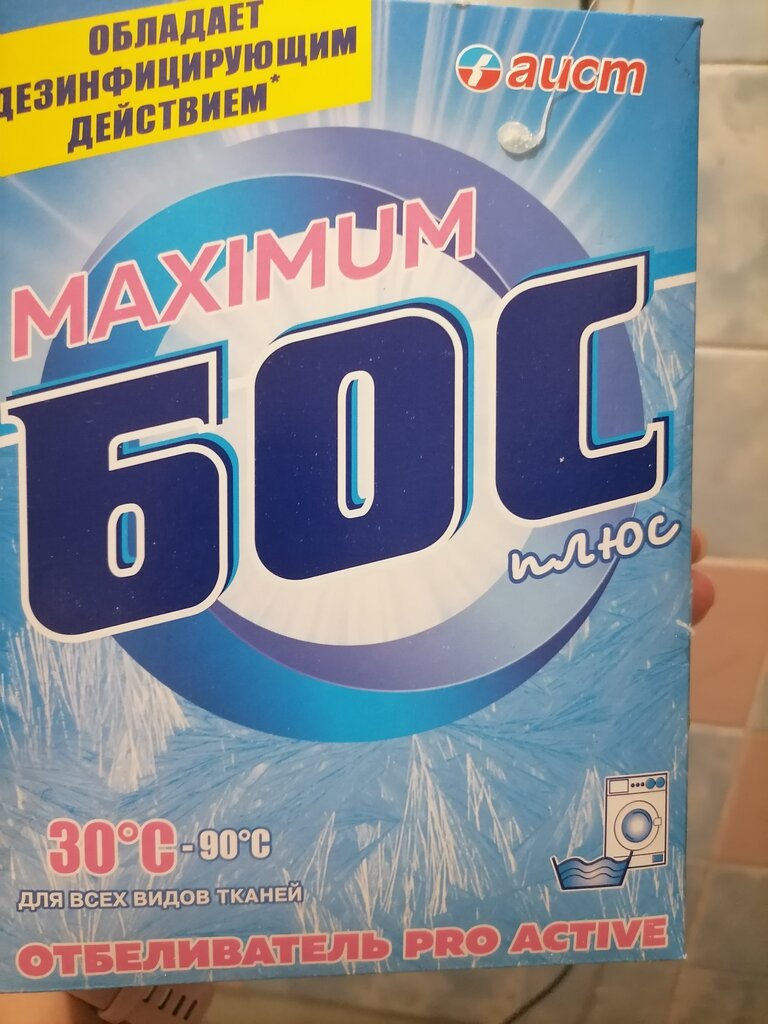 ОБЛАДАЕТ
ДЕЗИНФИЦИРУЮЩИМ
ДЕЙСТВИЕМ*
аист
MAXIMUM
БОС
плюс
30°C - 90°C
ДЛЯ ВСЕХ ВИДОВ ТКАНЕЙ
ОТБЕЛИВАТЕЛЬ PRO ACTIVE